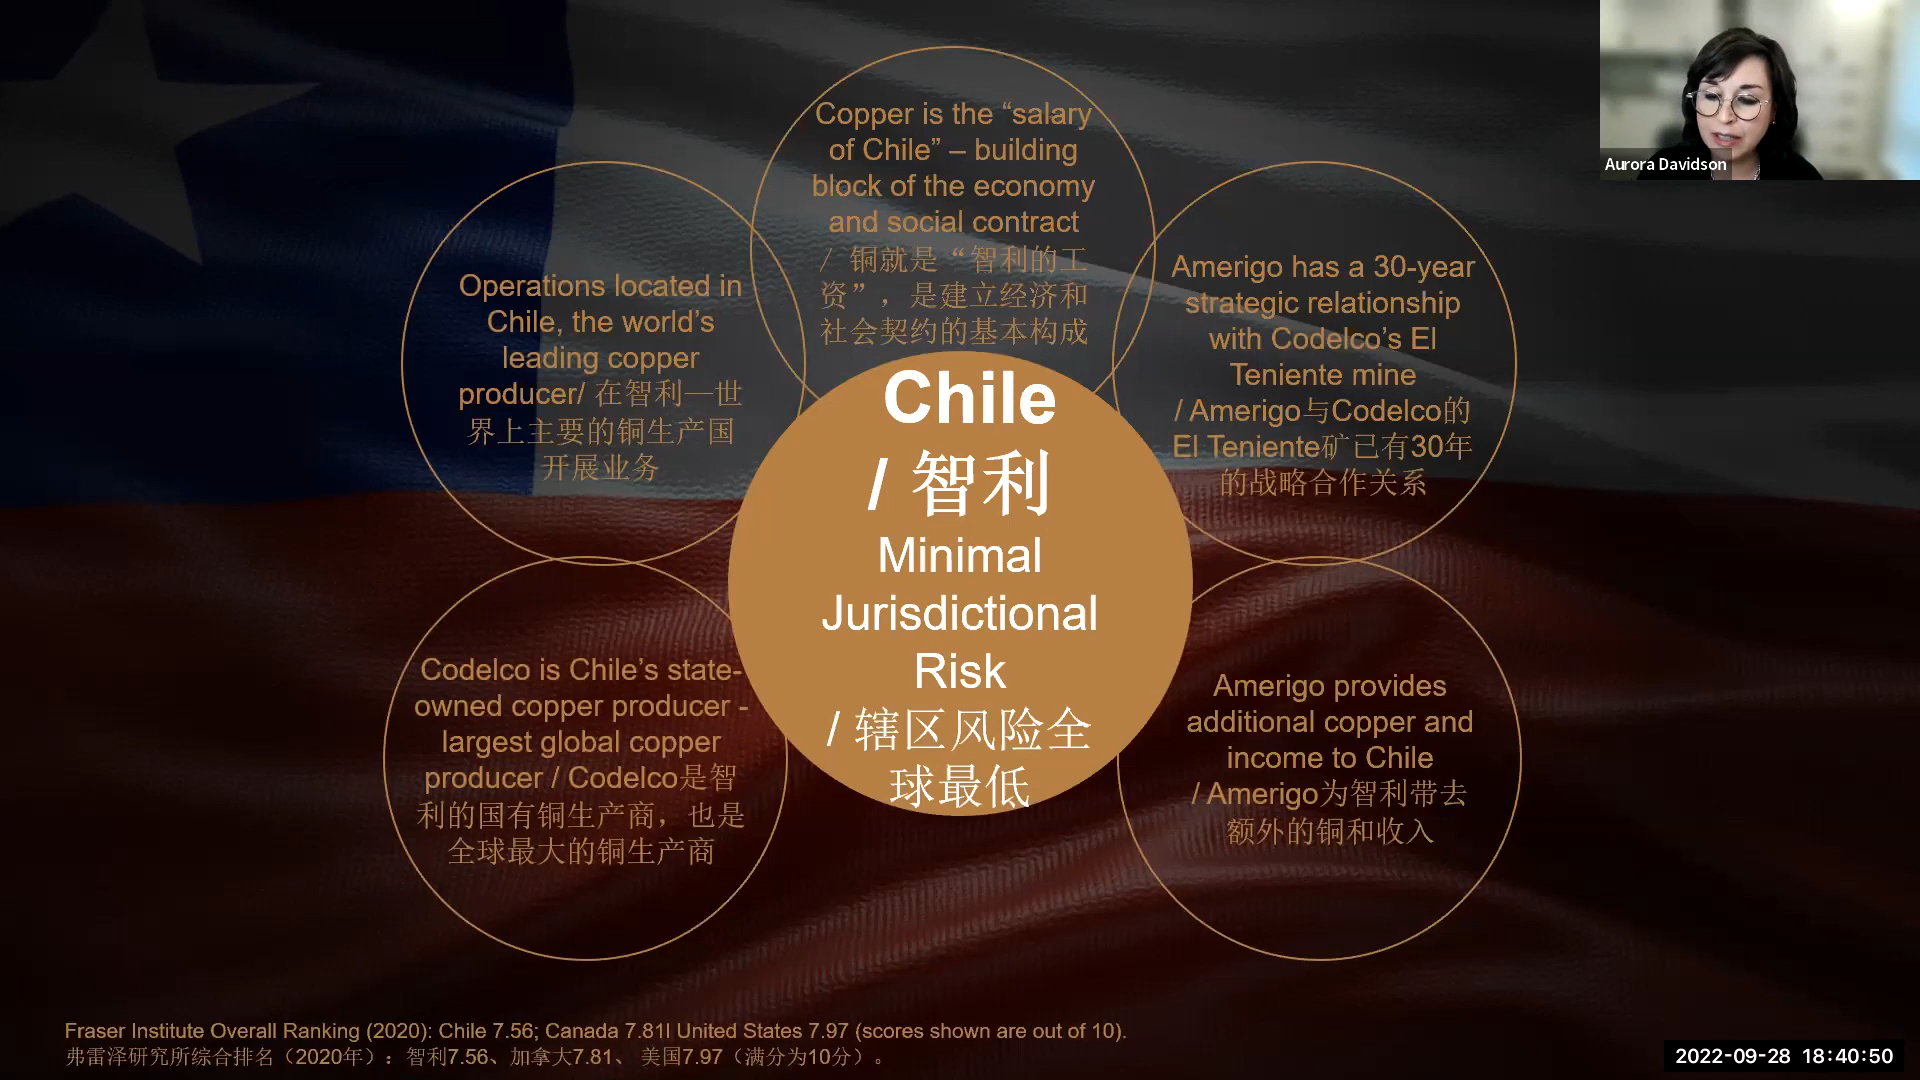 Copper is the “salary
of Chile” – building
block of the economy
and social contract
/ 铜就是“智利的工
资”，是建立经济和
社会契约的基本构成
Operations located in
Chile, the world’s
leading copper
producer/ 在智利—世
界上主要的铜生产国
开展业务
Amerigo has a 30-year
strategic relationship
with Codelco’s El
Teniente mine
/ Amerigo与Codelco的
El Teniente矿已有30年
的战略合作关系
Chile
/ 智利
Minimal
Jurisdictional
Risk
/ 辖区风险全
球最低
Codelco is Chile’s state-
owned copper producer -
largest global copper
producer / Codelco是智
利的国有铜生产商，也是
全球最大的铜生产商
Amerigo provides
additional copper and
income to Chile
/ Amerigo为智利带去
额外的铜和收入
Fraser Institute Overall Ranking (2020): Chile 7.56; Canada 7.81l United States 7.97 (scores shown are out of 10).
弗雷泽研究所综合排名（2020年）：智利7.56、加拿大7.81、 美国7.97（满分为10分）。
Aurora Davidson
2022-09-28 18:40:50